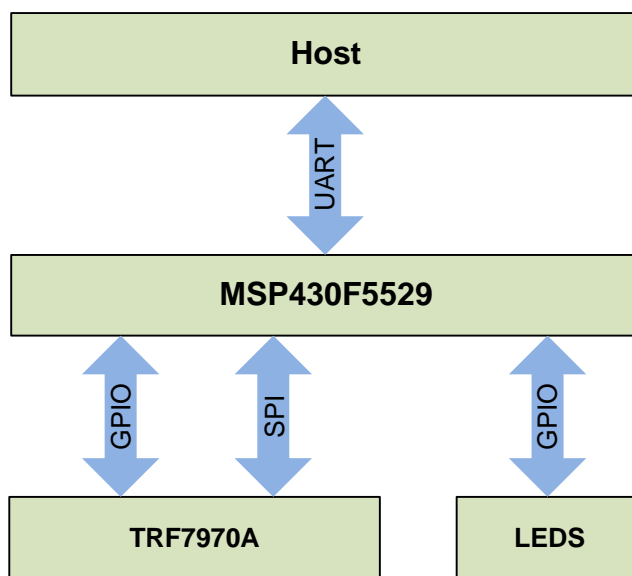 Host
UART
MSP430F5529
GPIO
SPI
GPIO
TRF7970A
LEDS